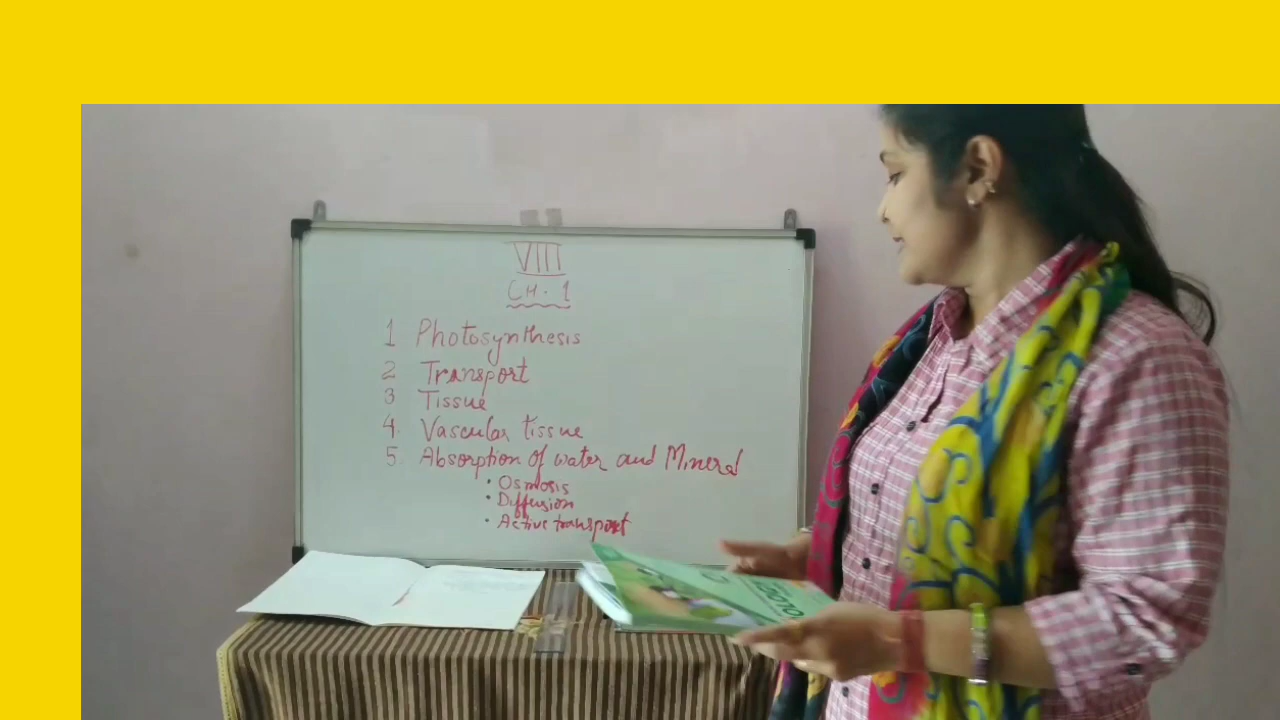 VIII
CH. 1
1 Photosynthesis
2 Transport
3 Tissue
4 Vascular tissue
5 Absorption of water and Mineral
• Osmosis
• Diffusion
• Active transport